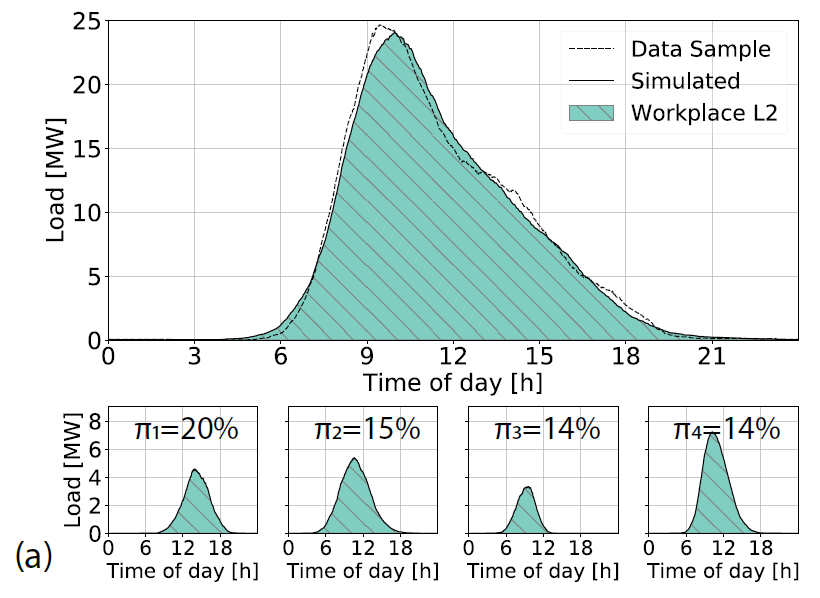 25
20
15
10
5
0
Load [MW]
Data Sample
Simulated
Workplace L2
0 3 6 9 12 15 18 21
Time of day [h]
8
6
4
2
0
Load [MW]
π₁=20%
0 6 12 18
Time of day [h]
π₂=15%
0 6 12 18
Time of day [h]
π₃=14%
0 6 12 18
Time of day [h]
π₄=14%
0 6 12 18
Time of day [h]
(a)